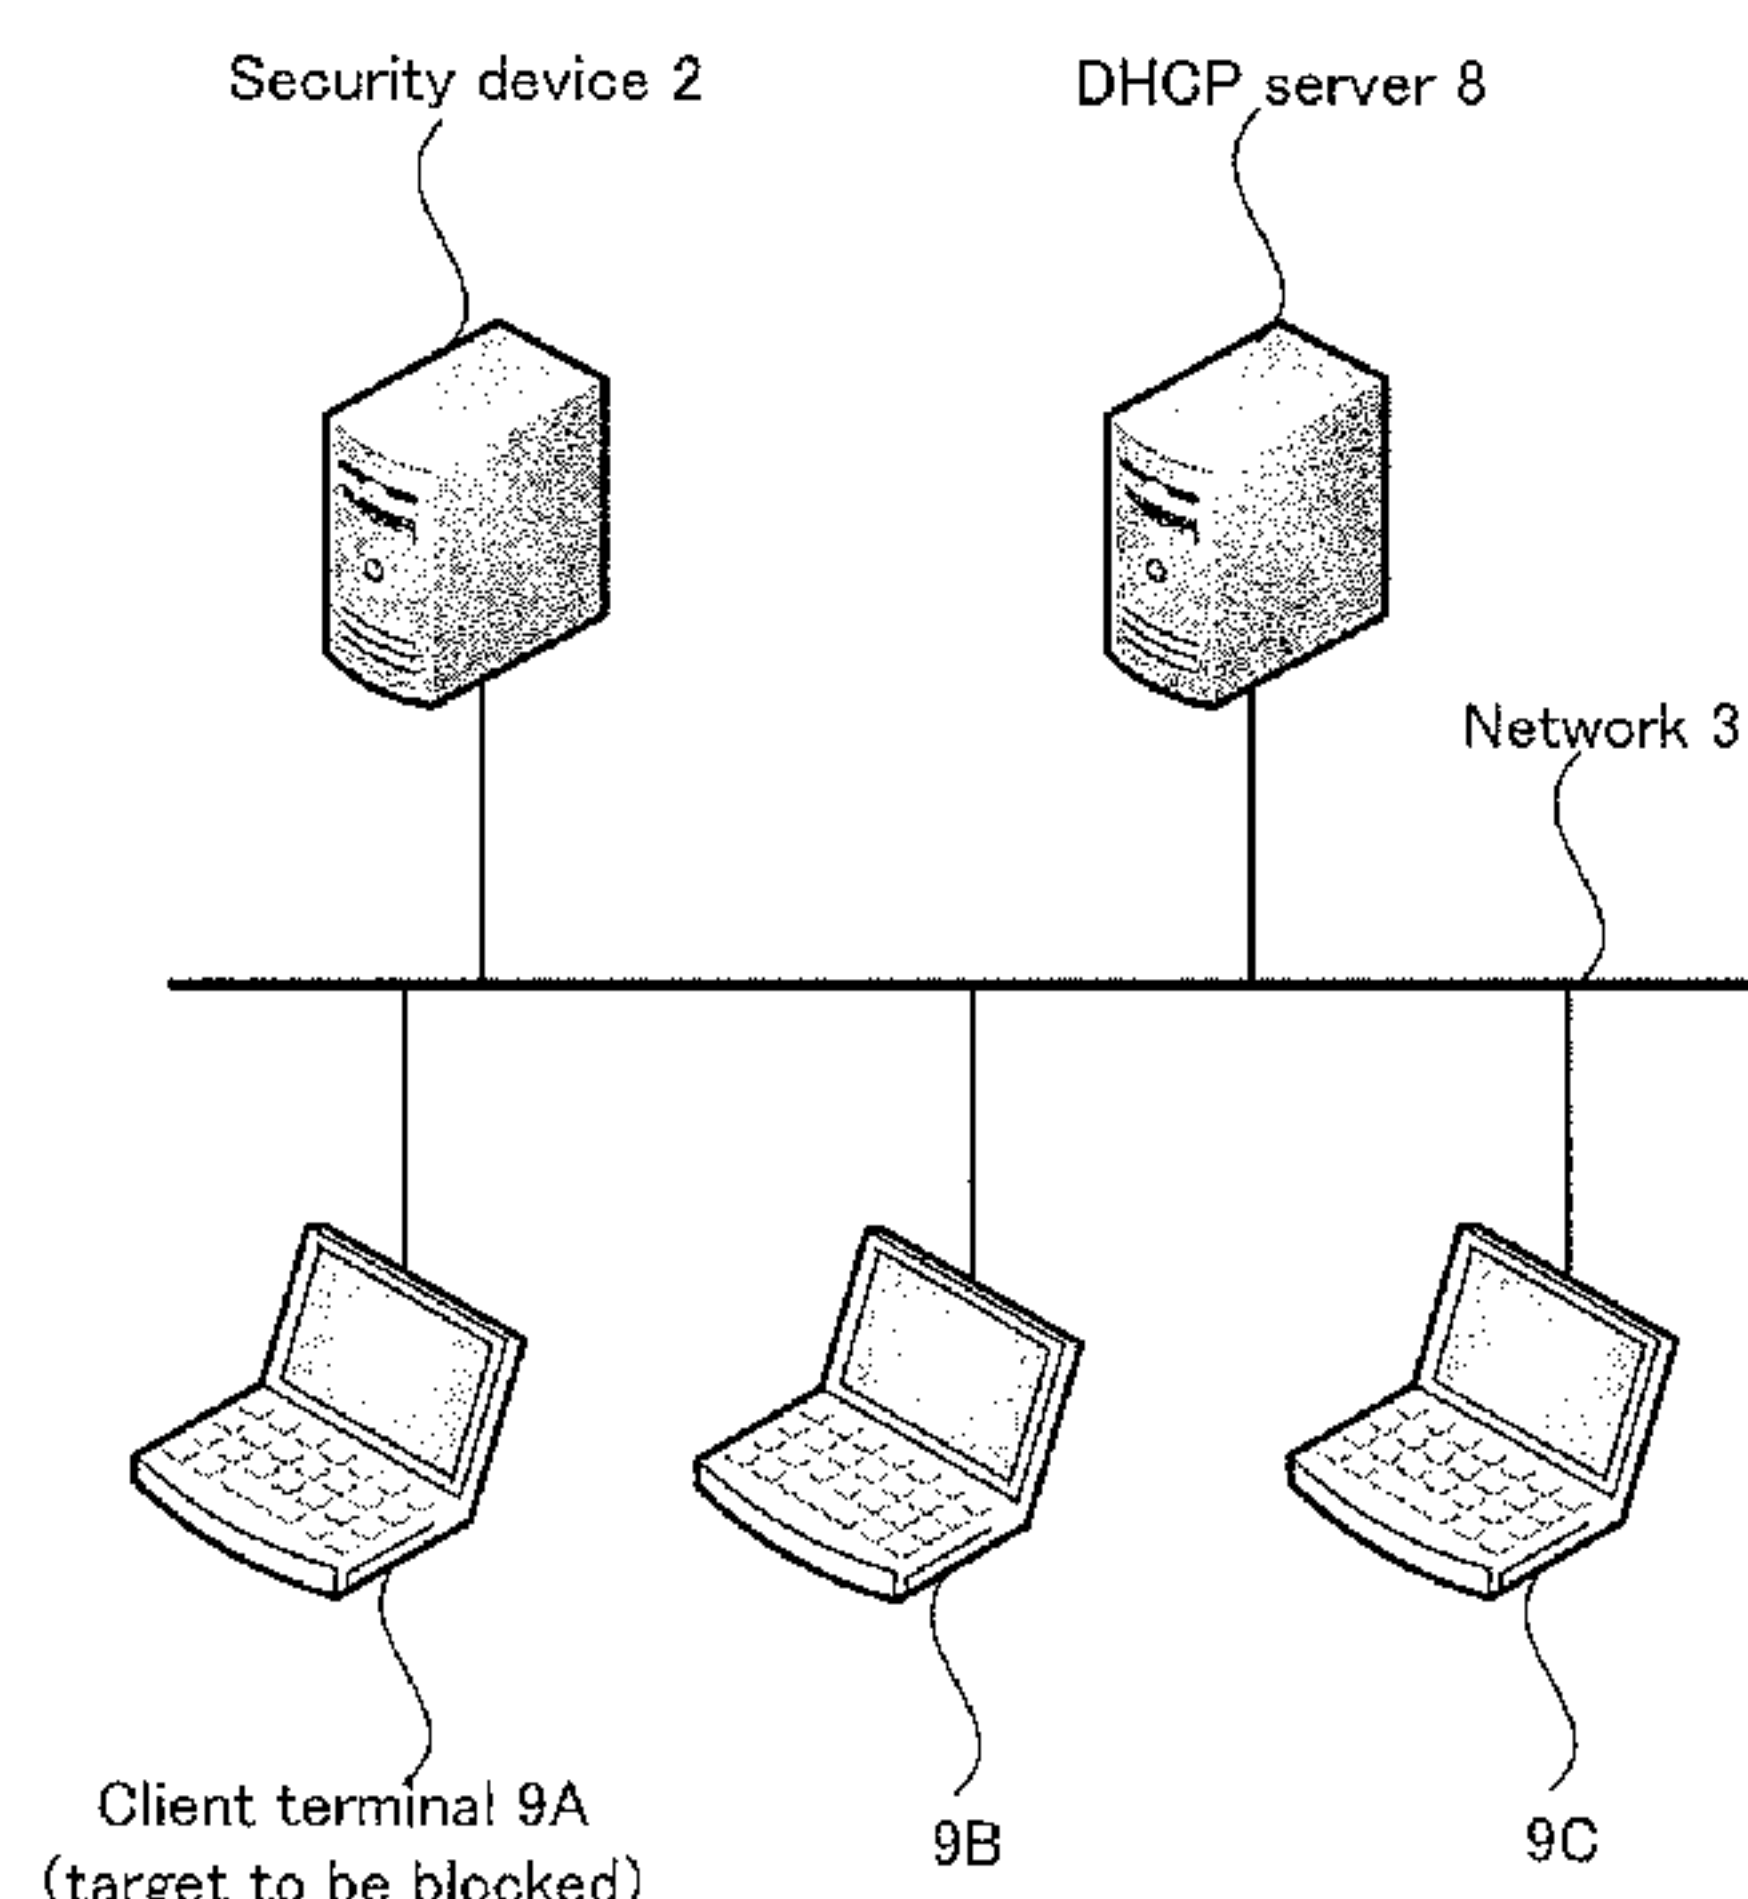 Security device 2
DHCP server 8
Network 3
Client terminal 9A
(target to be blocked)
9B
9C